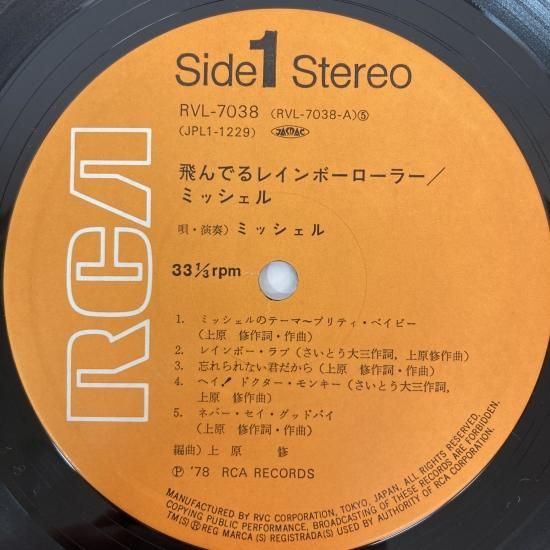 Side 1 Stereo
RVL-7038 (RVL-7038-A)⑤
(JPL1-1229) JASRAC
RCA
飛んでるレインボーローラー/
ミッシェル
唄・演奏)ミッシェル
33 1/3 rpm
1. ミッシェルのテーマ〜プリティ・ベイビー
(上原 修作詞・作曲)
2. レインボー・ラブ(さいとう大三作詞, 上原修作曲)
3. 忘れられない君だから(上原 修作詞・作曲)
4. ヘイ! ドクター・モンキー(さいとう大三作詞,
上原 修作曲)
5. ネバー・セイ・グッドバイ
(上原 修作詞・作曲)
編曲)上原 修
Ⓟ '78 RCA RECORDS
MANUFACTURED BY RVC CORPORATION, TOKYO, JAPAN, ALL RIGHTS RESERVED,
COPYING PUBLIC PERFORMANCE, BROADCASTING OF THESE RECORDS ARE FORBIDDEN.
TM(S) Ⓡ REG MARCA(S) REGISTRADA(S) USED BY AUTHORITY OF RCA CORPORATION.